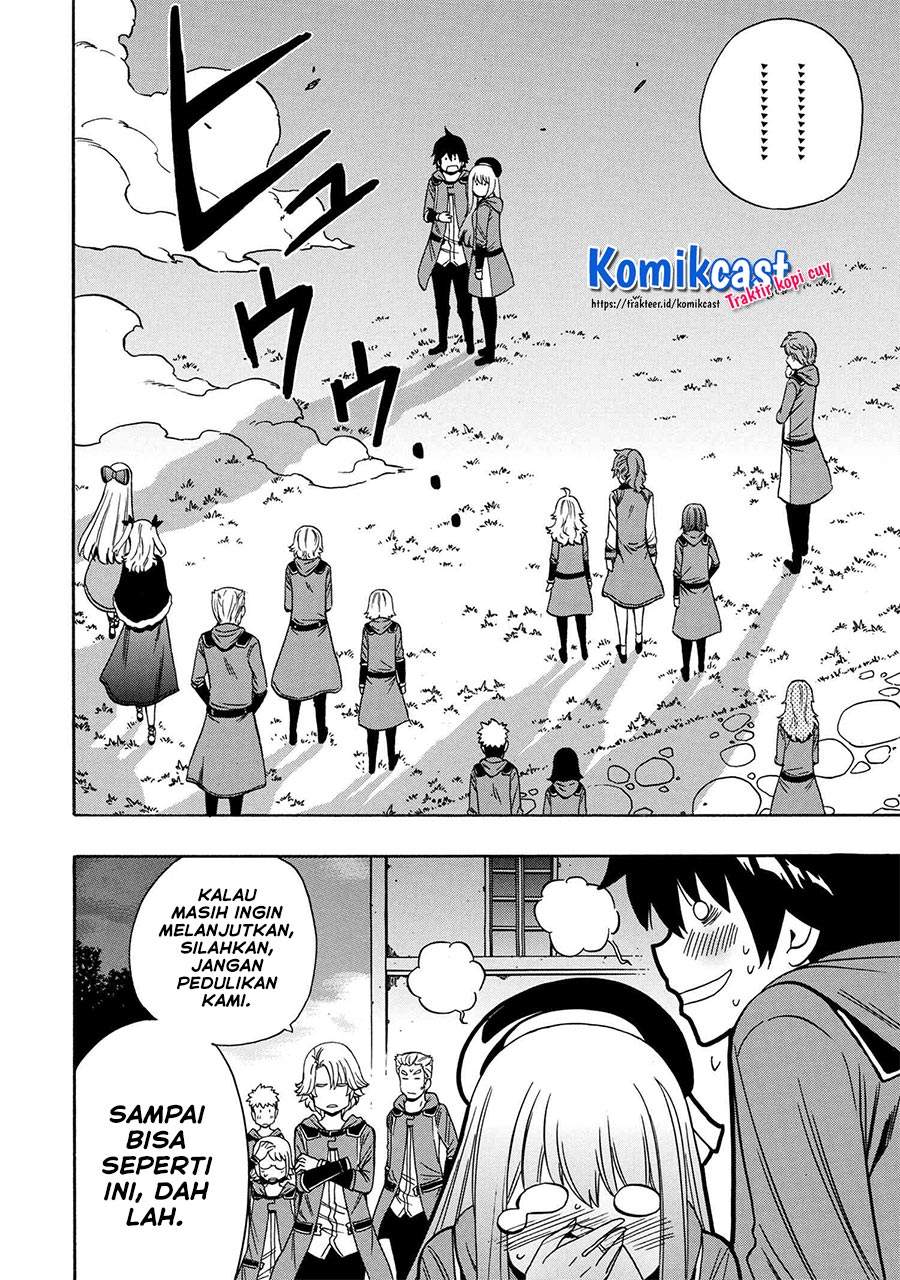 Komikcast
Traktir kopi cuy
https://trakteer.id/komikcast
ヒュウウウ
KALAU
MASIH INGIN
MELANJUTKAN,
SILAHKAN,
JANGAN
PEDULIKAN
KAMI.
SAMPAI
BISA
SEPERTI
INI, DAH
LAH.